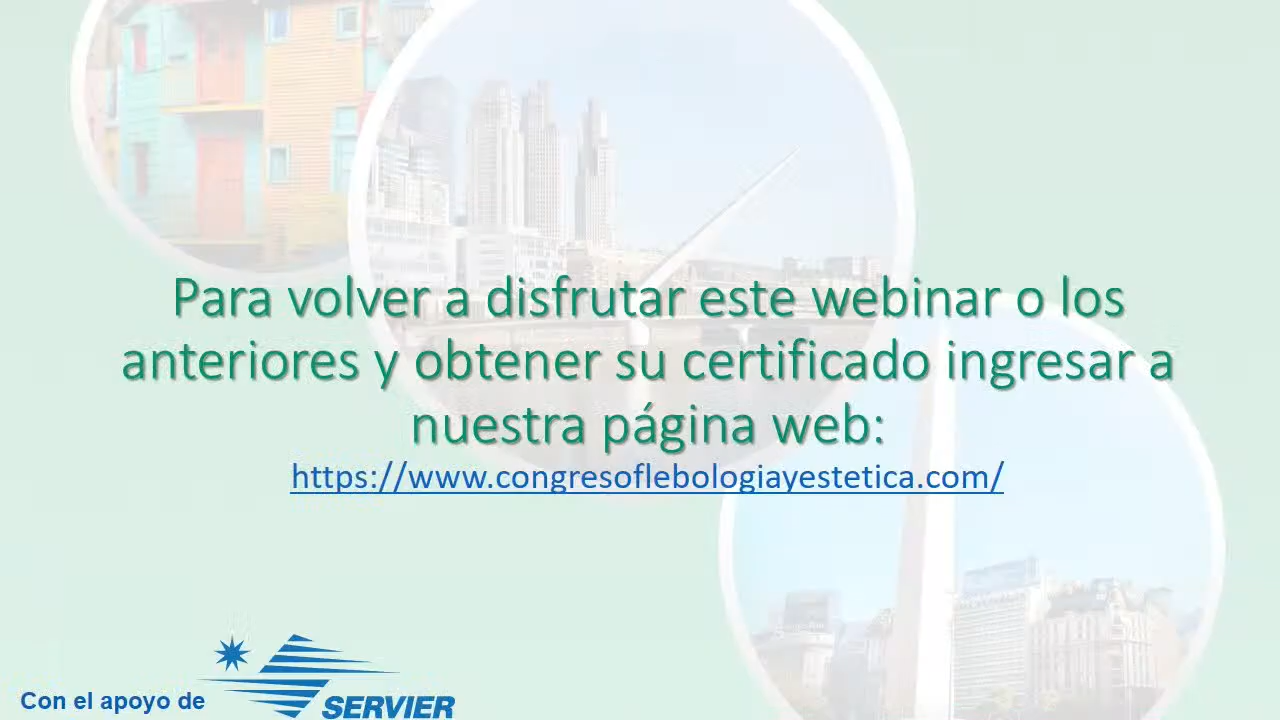 Para volver a disfrutar este webinar o los
anteriores y obtener su certificado ingresar a
nuestra página web:
https://www.congresoflebologiayestetica.com/
Con el apoyo de
SERVIER